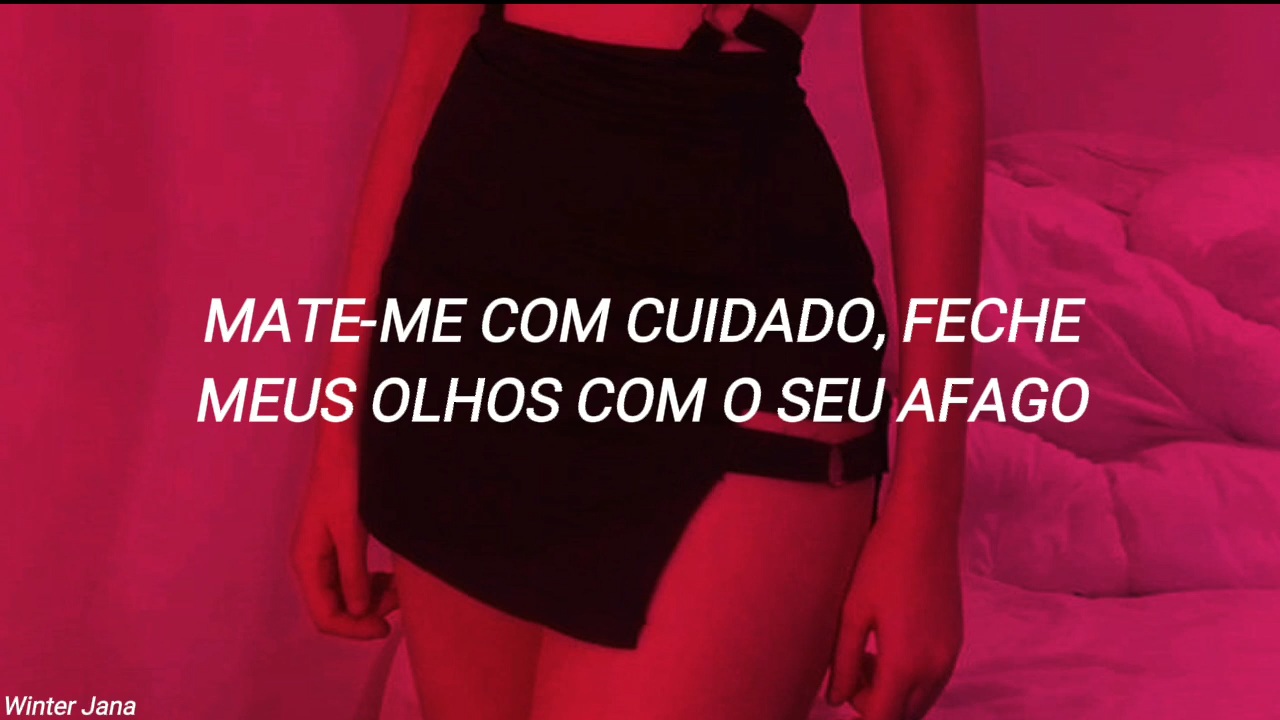 MATE-ME COM CUIDADO, FECHE
MEUS OLHOS COM O SEU AFAGO
Winter Jana